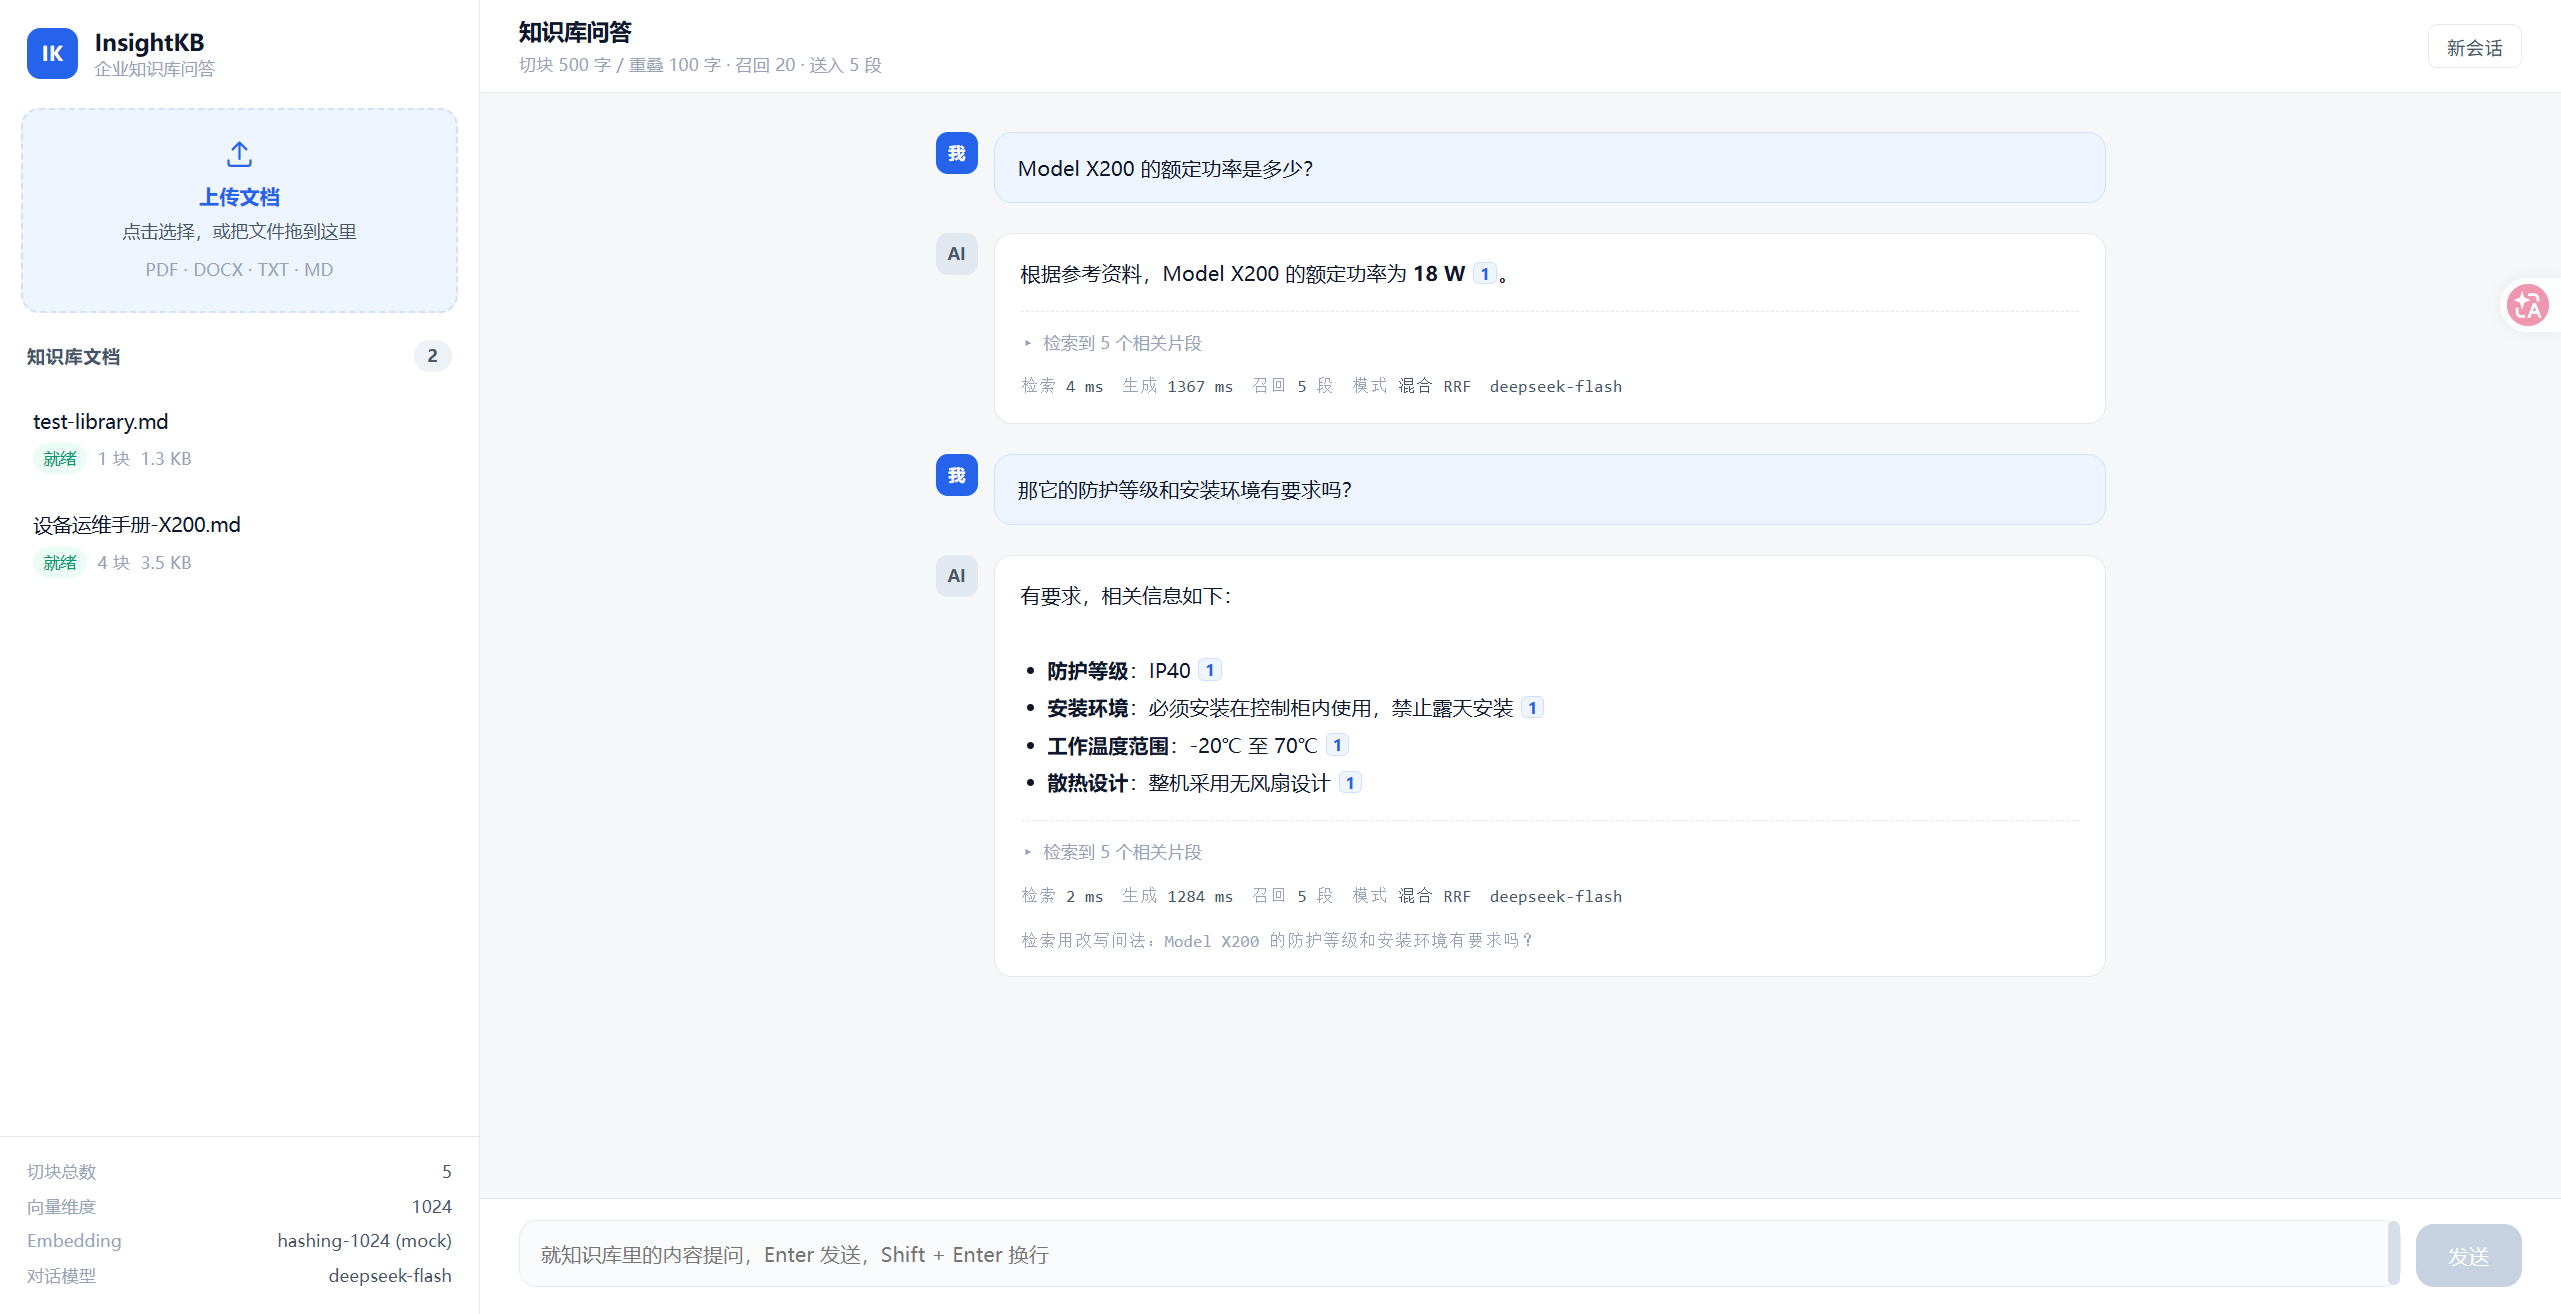 IK
InsightKB
企业知识库问答
上传文档
点击选择，或把文件拖到这里
PDF · DOCX · TXT · MD
知识库文档
2
test-library.md
就绪 1 块 1.3 KB
设备运维手册-X200.md
就绪 4 块 3.5 KB
切块总数 5
向量维度 1024
Embedding hashing-1024 (mock)
对话模型 deepseek-flash
知识库问答
切块 500 字 / 重叠 100 字 · 召回 20 · 送入 5 段
新会话
我
Model X200 的额定功率是多少？
AI
根据参考资料，Model X200 的额定功率为 18 W 1。
▸ 检索到 5 个相关片段
检索 4 ms 生成 1367 ms 召回 5 段 模式 混合 RRF deepseek-flash
我
那它的防护等级和安装环境有要求吗？
AI
有要求，相关信息如下：
• 防护等级：IP40 1
• 安装环境：必须安装在控制柜内使用，禁止露天安装 1
• 工作温度范围：-20℃ 至 70℃ 1
• 散热设计：整机采用无风扇设计 1
▸ 检索到 5 个相关片段
检索 2 ms 生成 1284 ms 召回 5 段 模式 混合 RRF deepseek-flash
检索用改写问法：Model X200 的防护等级和安装环境有要求吗？
就知识库里的内容提问，Enter 发送，Shift + Enter 换行
发送